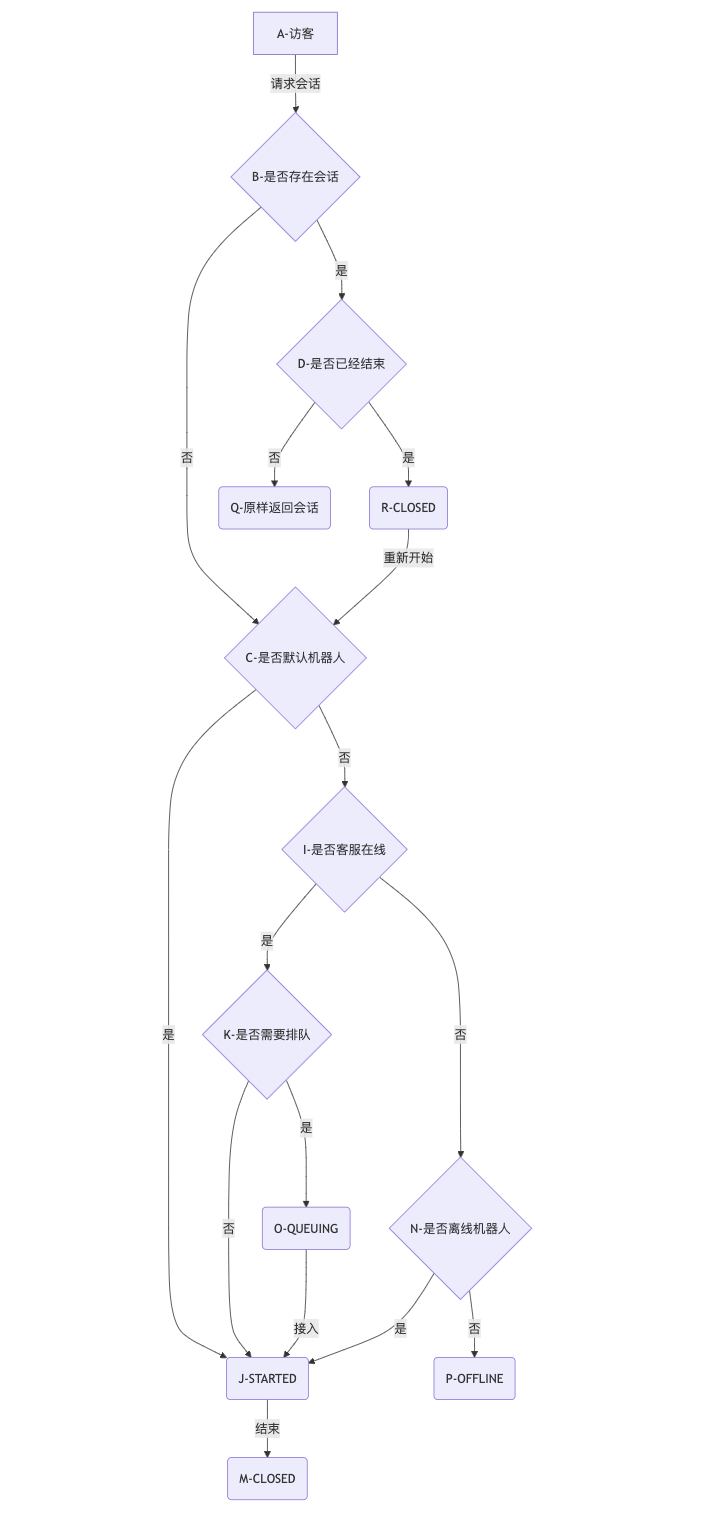 A-访客
请求会话
B-是否存在会话
是
D-是否已经结束
否
否
是
Q-原样返回会话
R-CLOSED
重新开始
C-是否默认机器人
否
I-是否客服在线
是
K-是否需要排队
是
否
是
否
O-QUEUING
N-是否离线机器人
接入
是
否
J-STARTED
P-OFFLINE
结束
M-CLOSED